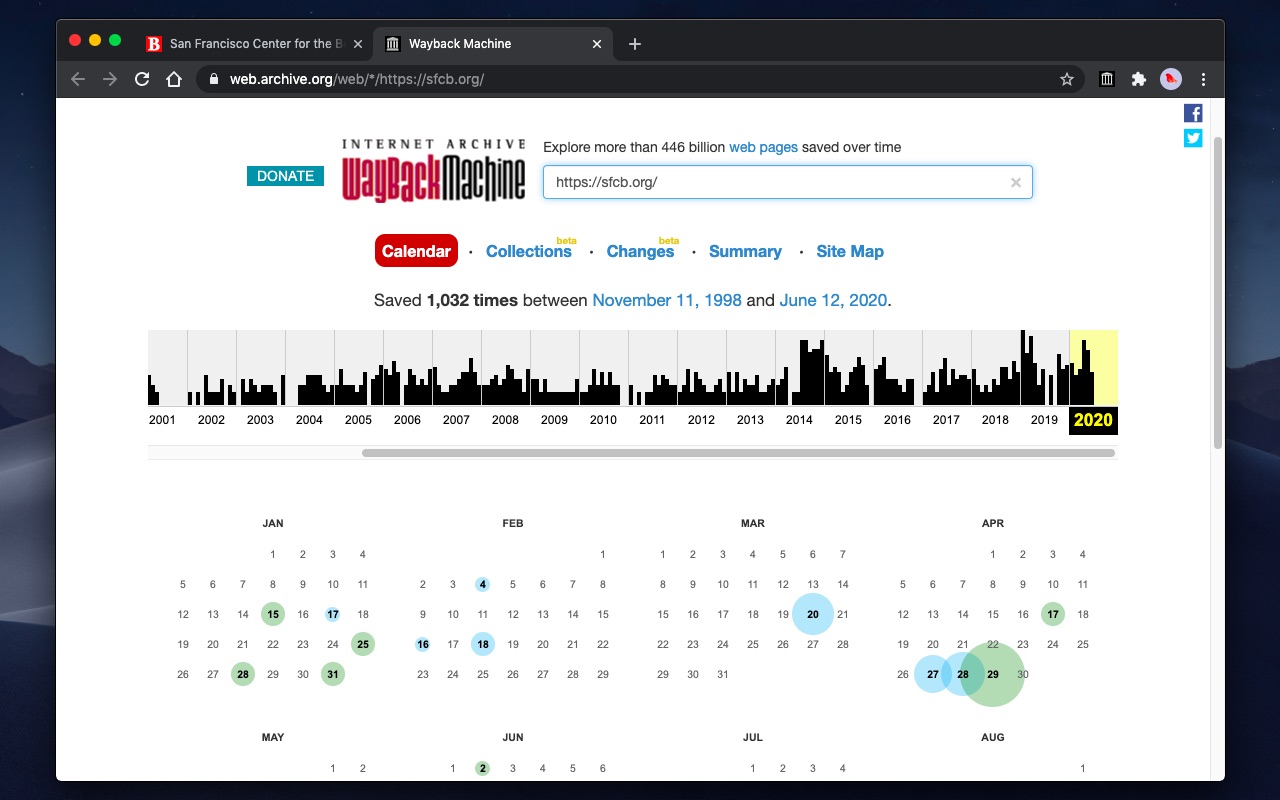 San Francisco Center for the B
Wayback Machine
web.archive.org/web/*/https://sfcb.org/
INTERNET ARCHIVE
WayBackMachine
DONATE
Explore more than 446 billion web pages saved over time
https://sfcb.org/
Calendar · Collections beta · Changes beta · Summary · Site Map
Saved 1,032 times between November 11, 1998 and June 12, 2020.
2001 2002 2003 2004 2005 2006 2007 2008 2009 2010 2011 2012 2013 2014 2015 2016 2017 2018 2019 2020
JAN
1 2 3 4
5 6 7 8 9 10 11
12 13 14 15 16 17 18
19 20 21 22 23 24 25
26 27 28 29 30 31
FEB
1
2 3 4 5 6 7 8
9 10 11 12 13 14 15
16 17 18 19 20 21 22
23 24 25 26 27 28 29
MAR
1 2 3 4 5 6 7
8 9 10 11 12 13 14
15 16 17 18 19 20 21
22 23 24 25 26 27 28
29 30 31
APR
1 2 3 4
5 6 7 8 9 10 11
12 13 14 15 16 17 18
19 20 21 22 23 24 25
26 27 28 29 30
MAY
1 2
JUN
1 2 3 4 5 6
JUL
1 2 3 4
AUG
1